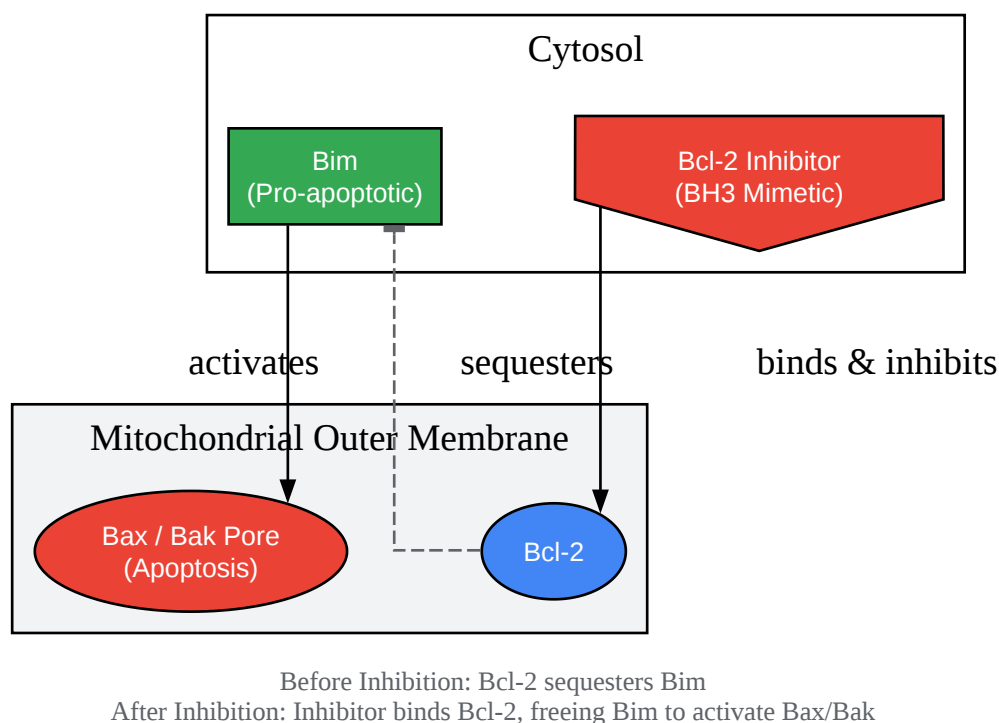 Cytosol
Bim
(Pro-apoptotic)
Bcl-2 Inhibitor
(BH3 Mimetic)
activates
sequesters
binds & inhibits
Mitochondrial Outer Membrane
Bax / Bak Pore
(Apoptosis)
Bcl-2
Before Inhibition: Bcl-2 sequesters Bim
After Inhibition: Inhibitor binds Bcl-2, freeing Bim to activate Bax/Bak